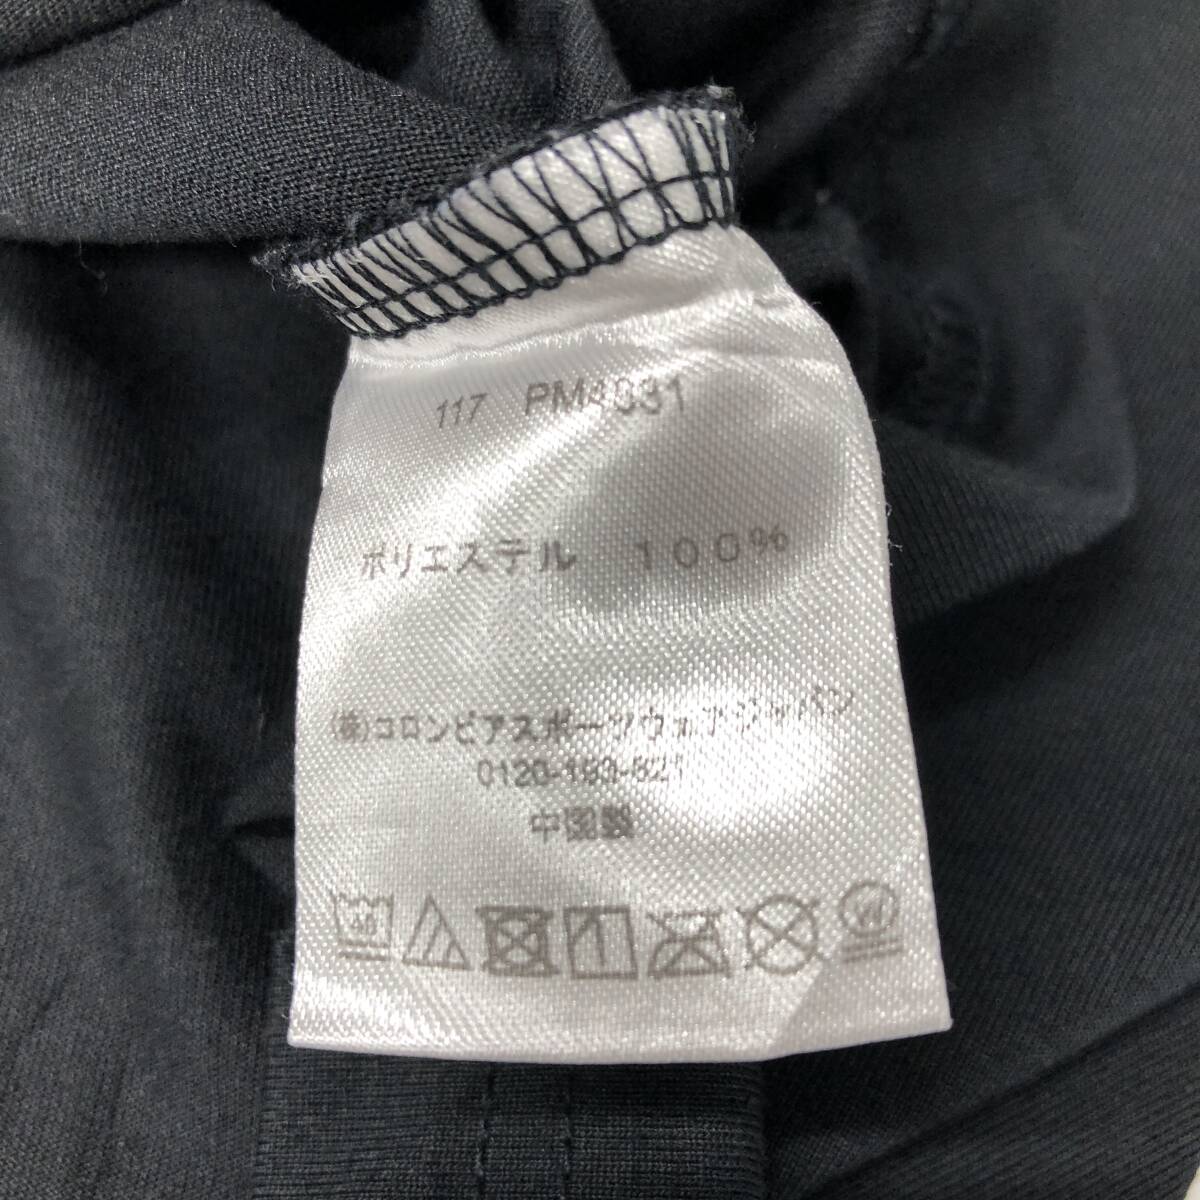 117 PM4931
ポリエステル 100%
(株)コロンビアスポーツウェアジャパン
0120-193-821
中国製